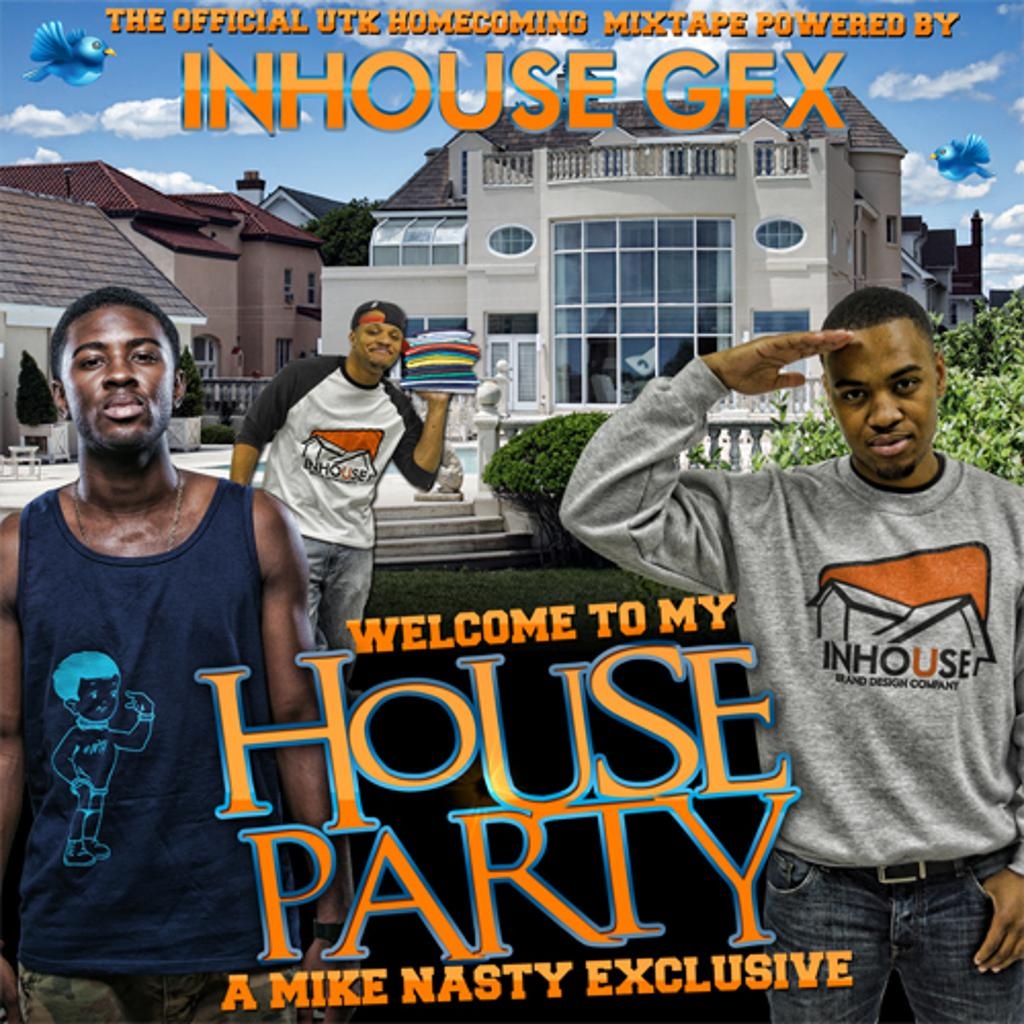 THE OFFICIAL UTK HOMECOMING MIXTAPE POWERED BY
INHOUSE GFX
INHOUSE
INHOUSE
BRAND DESIGN COMPANY
WELCOME TO MY
HOUSE
PARTY
A MIKE NASTY EXCLUSIVE